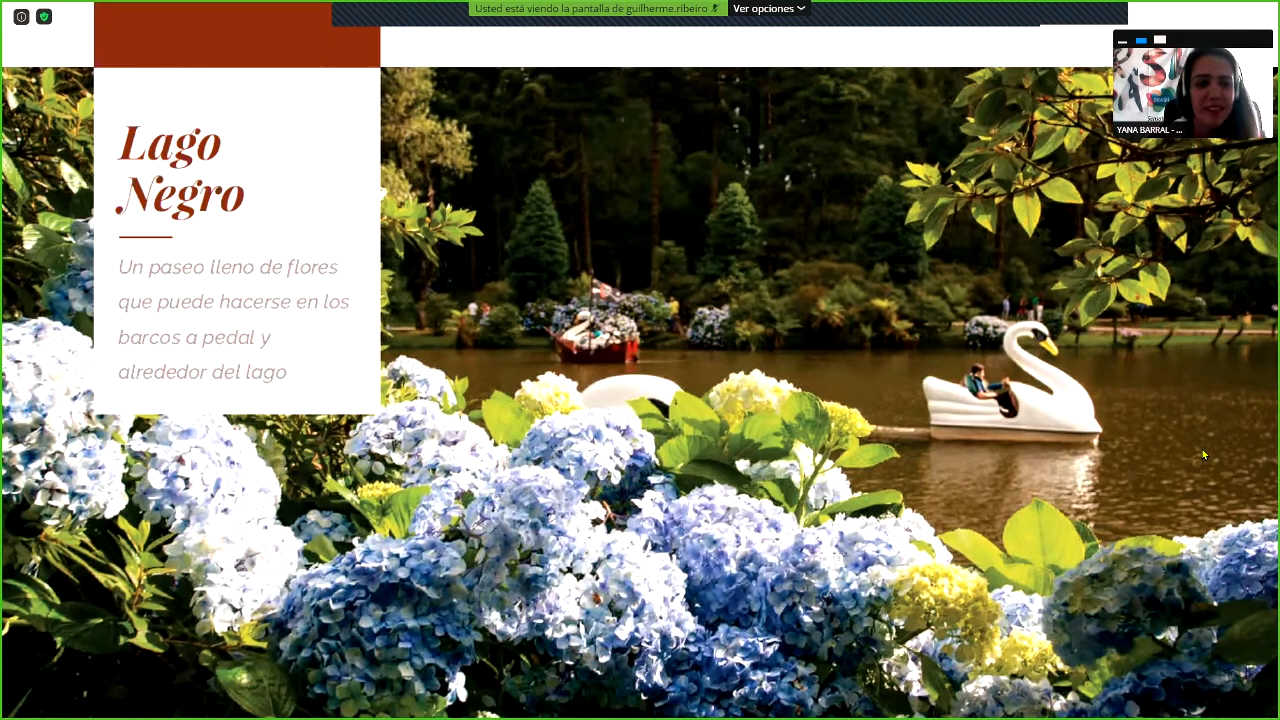 Usted está viendo la pantalla de guilherme.ribeiro
Ver opciones
BRASIL
YANA BARRAL - ...
Lago
Negro
Un paseo lleno de flores
que puede hacerse en los
barcos a pedal y
alrededor del lago